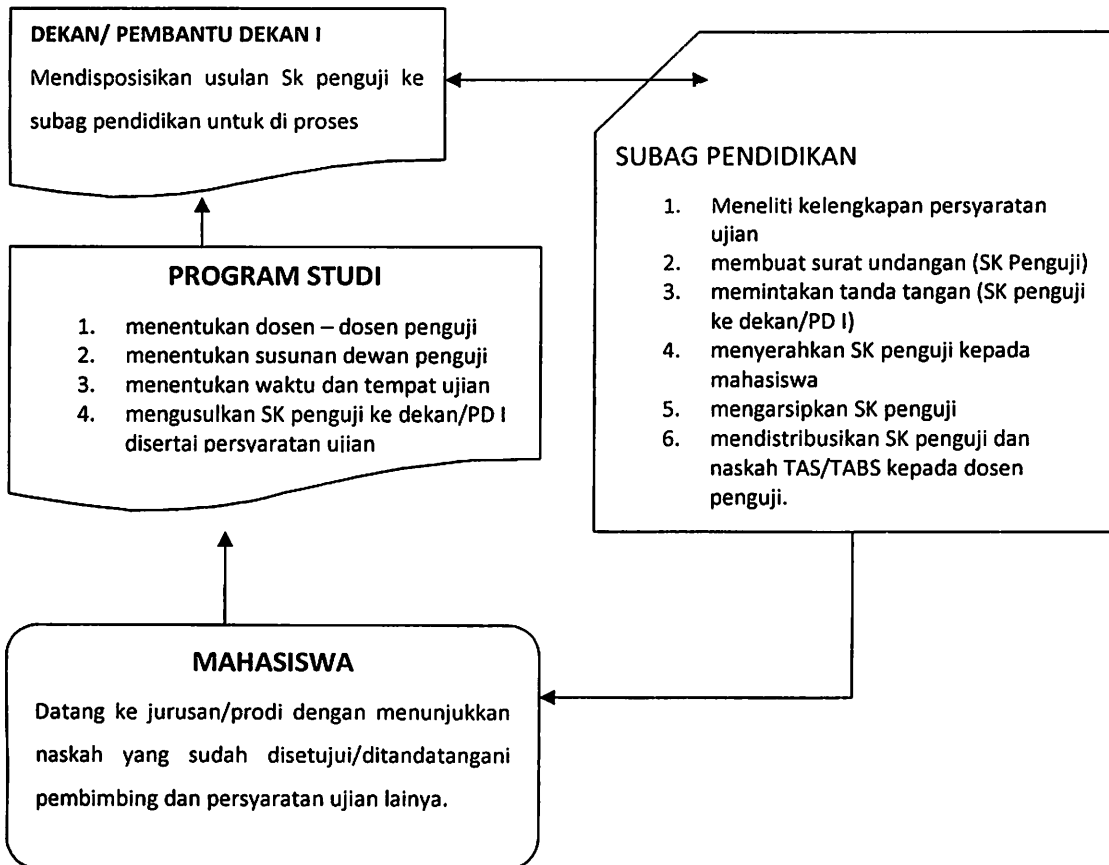 DEKAN/ PEMBANTU DEKAN I
Mendisposisikan usulan Sk penguji ke
subag pendidikan untuk di proses
PROGRAM STUDI
1. menentukan dosen – dosen penguji
2. menentukan susunan dewan penguji
3. menentukan waktu dan tempat ujian
4. mengusulkan SK penguji ke dekan/PD I
disertai persyaratan ujian
MAHASISWA
Datang ke jurusan/prodi dengan menunjukkan
naskah yang sudah disetujui/ditandatangani
pembimbing dan persyaratan ujian lainya.
SUBAG PENDIDIKAN
1. Meneliti kelengkapan persyaratan
ujian
2. membuat surat undangan (SK Penguji)
3. memintakan tanda tangan (SK penguji
ke dekan/PD I)
4. menyerahkan SK penguji kepada
mahasiswa
5. mengarsipkan SK penguji
6. mendistribusikan SK penguji dan
naskah TAS/TABS kepada dosen
penguji.